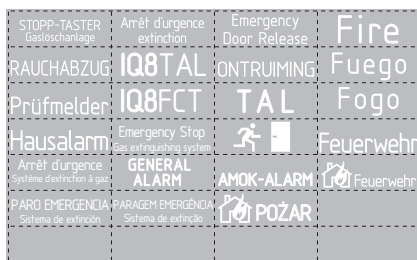 STOPP-TASTER
Gaslöschanlage
Arrêt d'urgence
extinction
Emergency
Door Release
Fire
RAUCHABZUG
IQ8TAL
ONTRUIMING
Fuego
Prüfmelder
IQ8FCT
TAL
Fogo
Hausalarm
Emergency Stop
Gas extinguishing system
Feuerwehr
Arrêt d'urgence
Système d'extinction à gaz
GENERAL
ALARM
AMOK-ALARM
Feuerwehr
PARO EMERGENCIA
Sistema de extinción
PARAGEM EMERGÊNCIA
Sistema de extinção
POŻAR